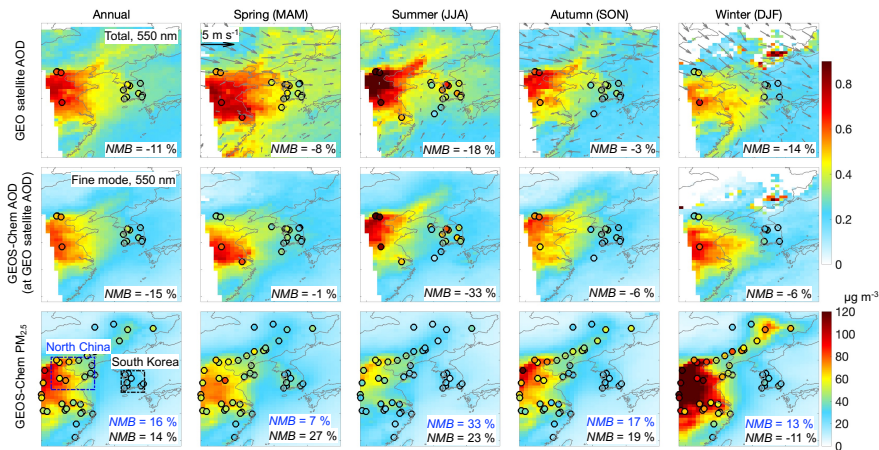 Annual
Spring (MAM)
Summer (JJA)
Autumn (SON)
Winter (DJF)
GEO satellite AOD
Total, 550 nm
5 m s⁻¹
NMB = -11 %
NMB = -8 %
NMB = -18 %
NMB = -3 %
NMB = -14 %
0.8
0.6
0.4
0.2
0
GEOS-Chem AOD
(at GEO satellite AOD)
Fine mode, 550 nm
NMB = -15 %
NMB = -1 %
NMB = -33 %
NMB = -6 %
NMB = -6 %
µg m⁻³
GEOS-Chem PM₂.₅
North China
South Korea
NMB = 16 %
NMB = 14 %
NMB = 7 %
NMB = 27 %
NMB = 33 %
NMB = 23 %
NMB = 17 %
NMB = 19 %
NMB = 13 %
NMB = -11 %
120
100
80
60
40
20
0